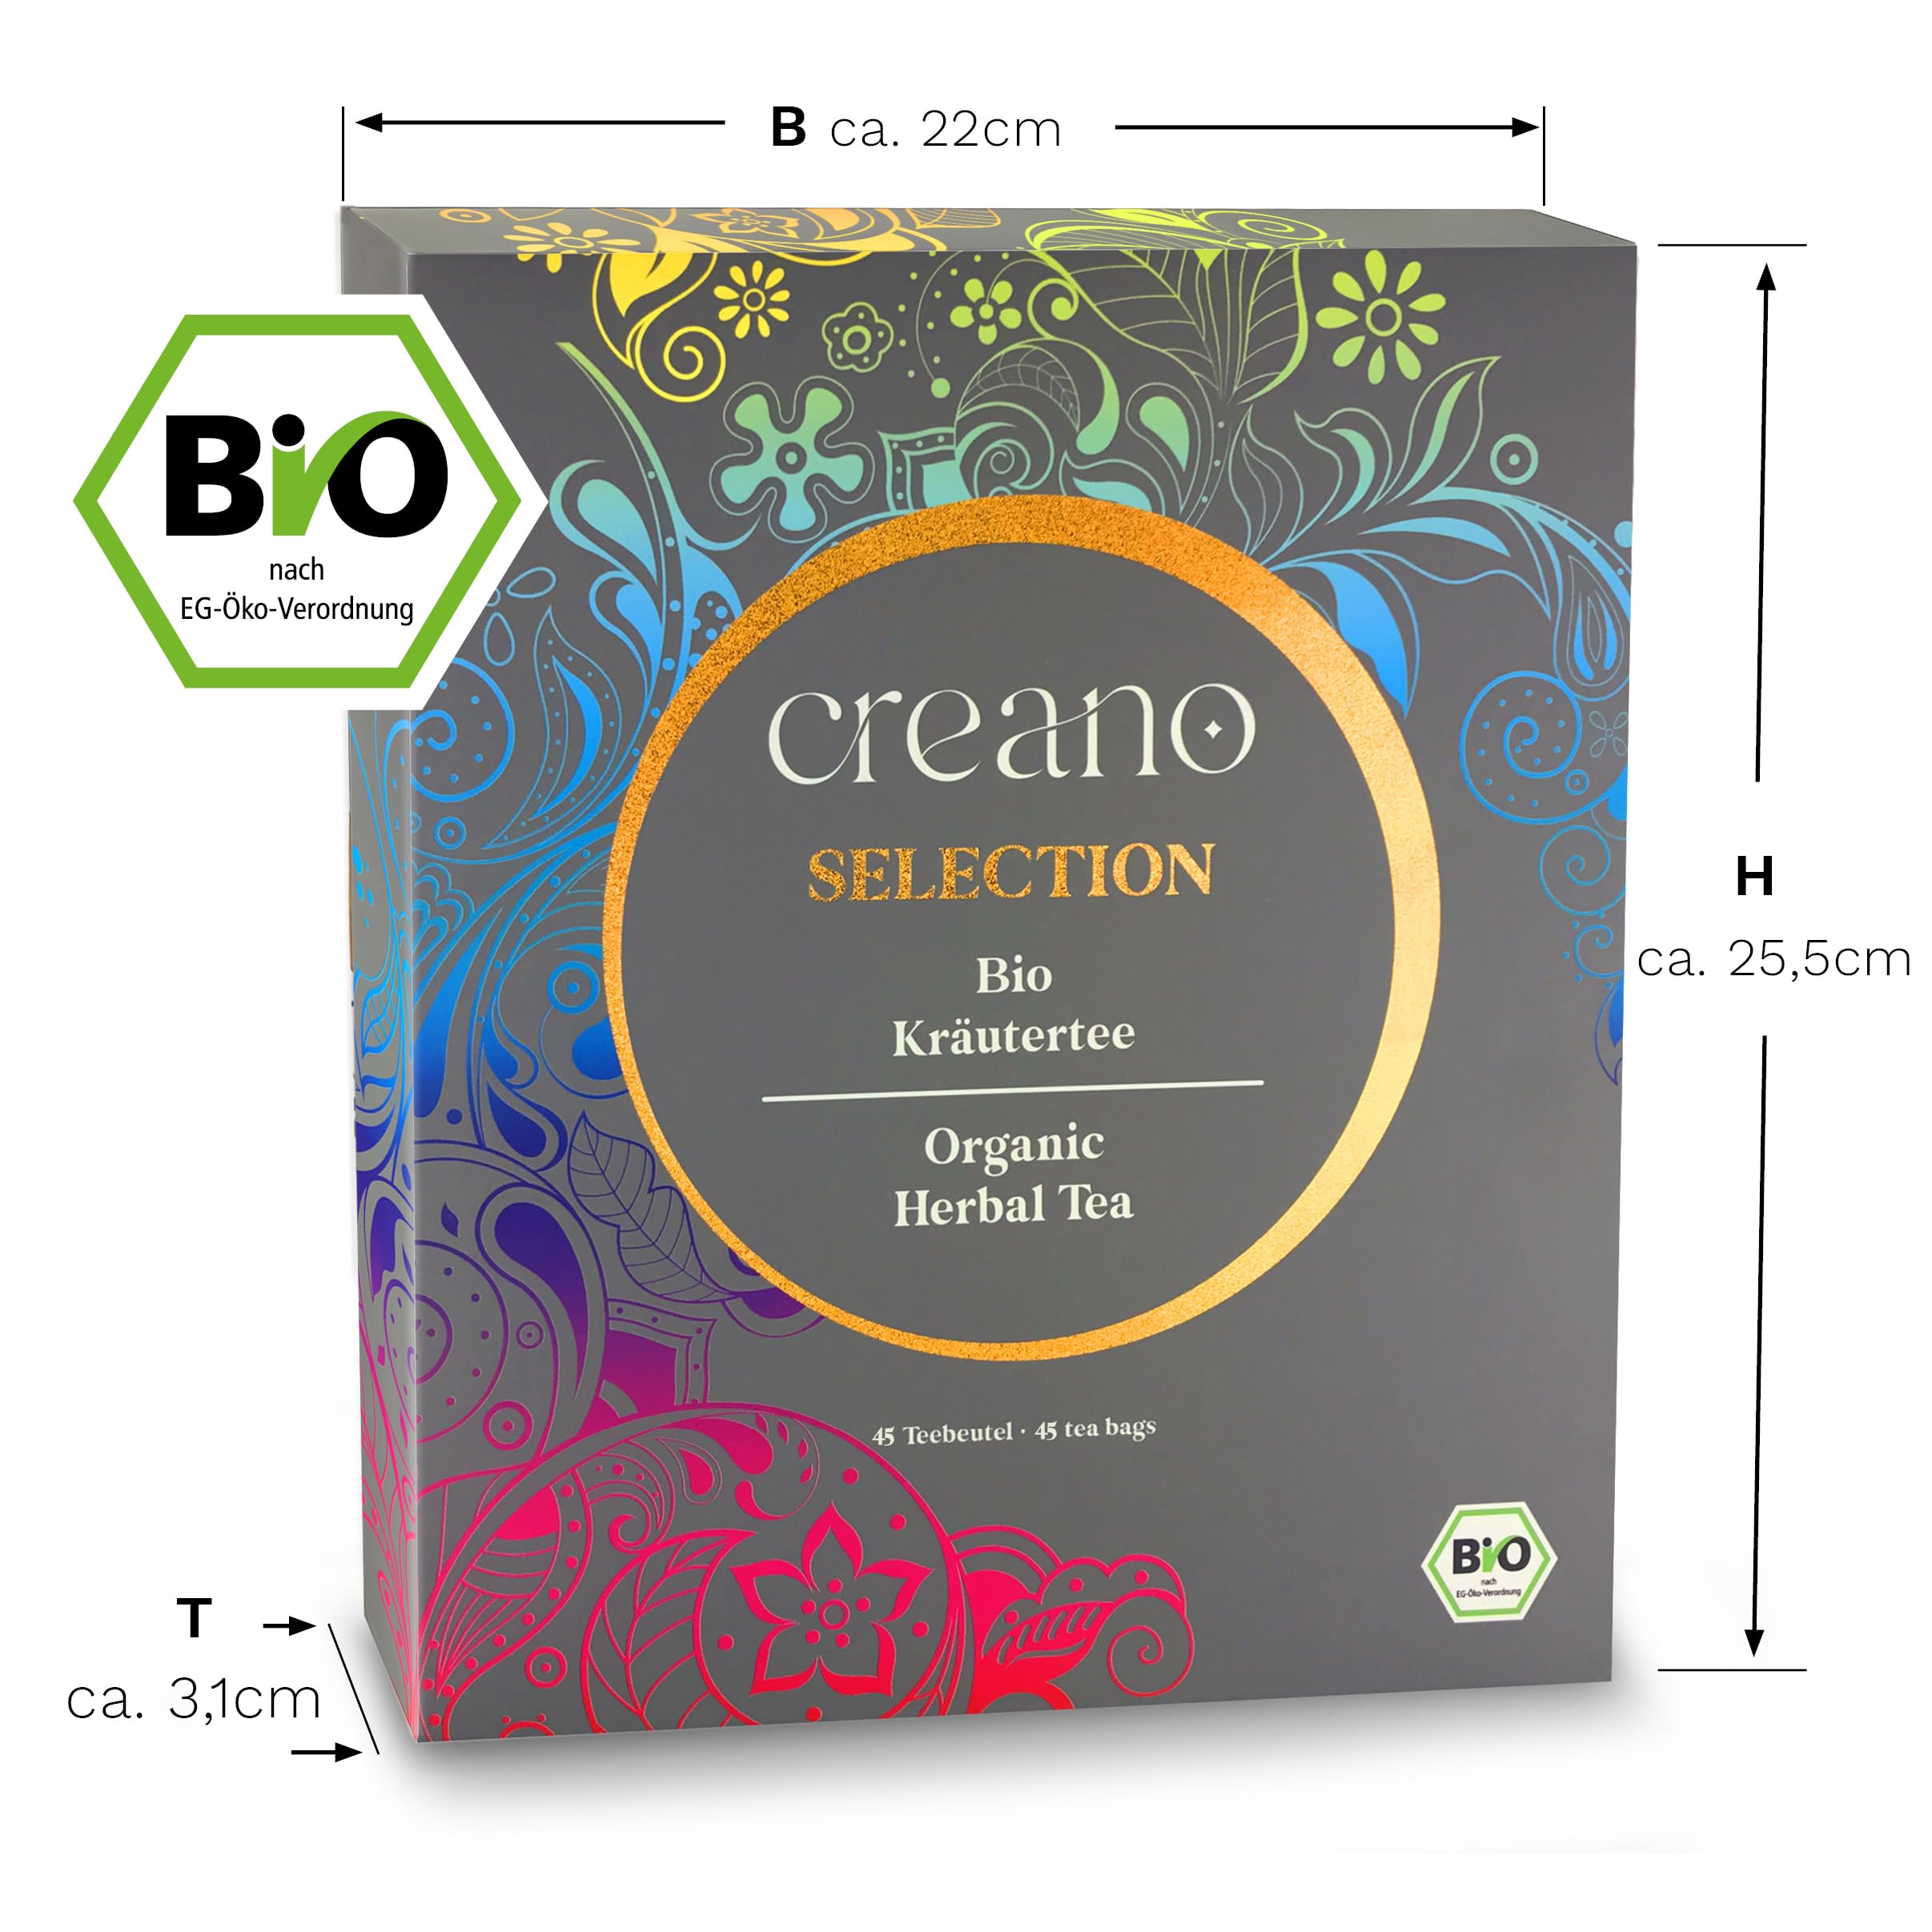 B ca. 22cm
Bio
nach
EG-Öko-Verordnung
creano
SELECTION
Bio
Kräutertee
Organic
Herbal Tea
H
ca. 25,5cm
45 Teebeutel · 45 tea bags
Bio
nach
EG-Öko-Verordnung
T
ca. 3,1cm